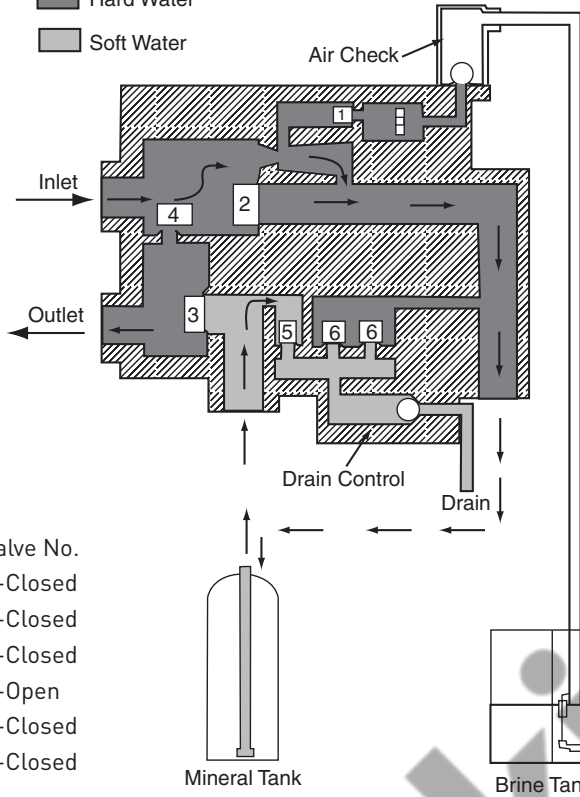 Hard Water
Soft Water
Air Check
1
Inlet
2
4
Outlet
3
5
6
6
Drain Control
Drain
alve No.
-Closed
-Closed
-Closed
-Open
-Closed
-Closed
Mineral Tank
Brine Tan